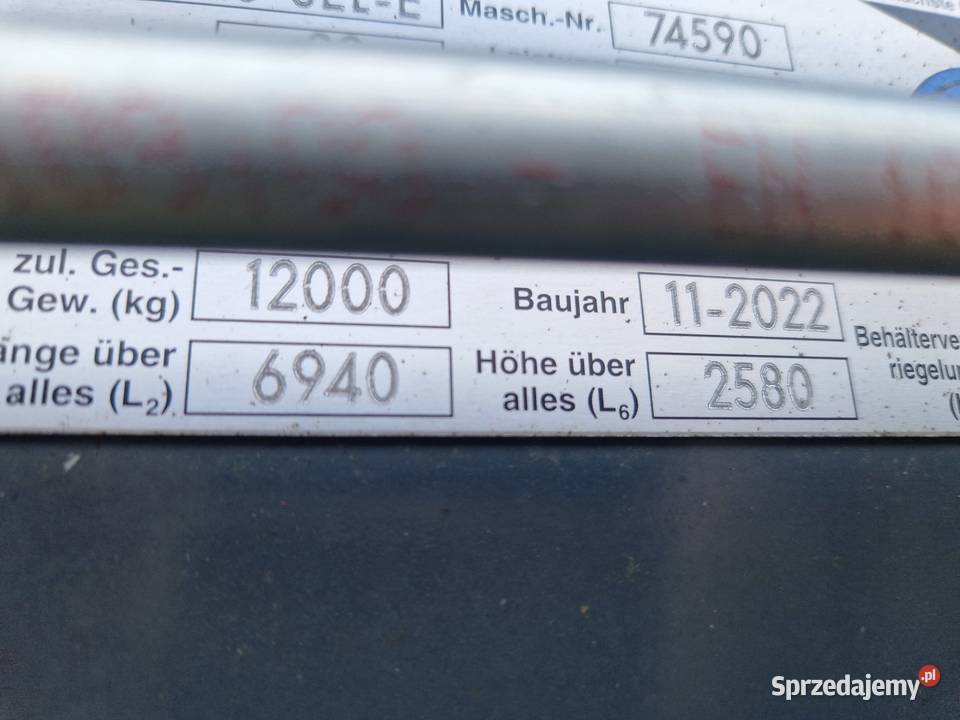 Masch.-Nr. 74590
zul. Ges.-
Gew. (kg) 12000
Baujahr 11-2022
änge über
alles (L2) 6940
Höhe über
alles (L6) 2580
Behälterve
riegelu
Sprzedajemy.pl